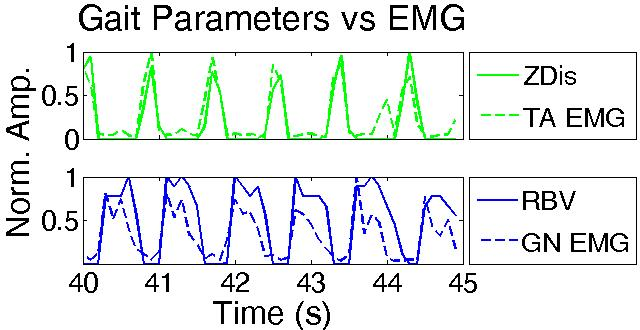 Gait Parameters vs EMG
Norm. Amp.
1
0.5
0
ZDis
TA EMG
1
0.5
RBV
GN EMG
40 41 42 43 44 45
Time (s)